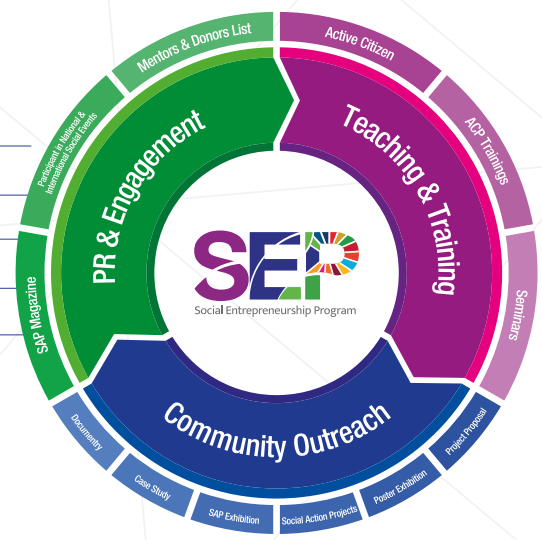 Mentors & Donors List
Active Citizen
Participant in National &
International Social Events
ACP Trainings
PR & Engagement
Teaching & Training
SEP
Social Entrepreneurship Program
SAP Magazine
Seminars
Community Outreach
Documentry
Case Study
SAP Exhibition
Social Action Projects
Poster Exhibition
Project Proposal